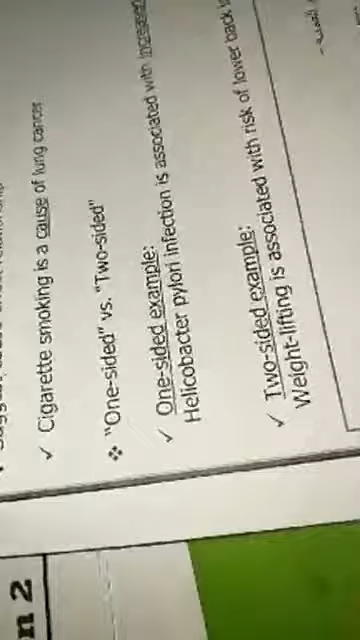 ✓ Cigarette smoking is a cause of lung cancer
❖ "One-sided" vs. "Two-sided"
✓ One-sided example:
Helicobacter pylori infection is associated with increased
✓ Two-sided example:
Weight-lifting is associated with risk of lower back
n 2